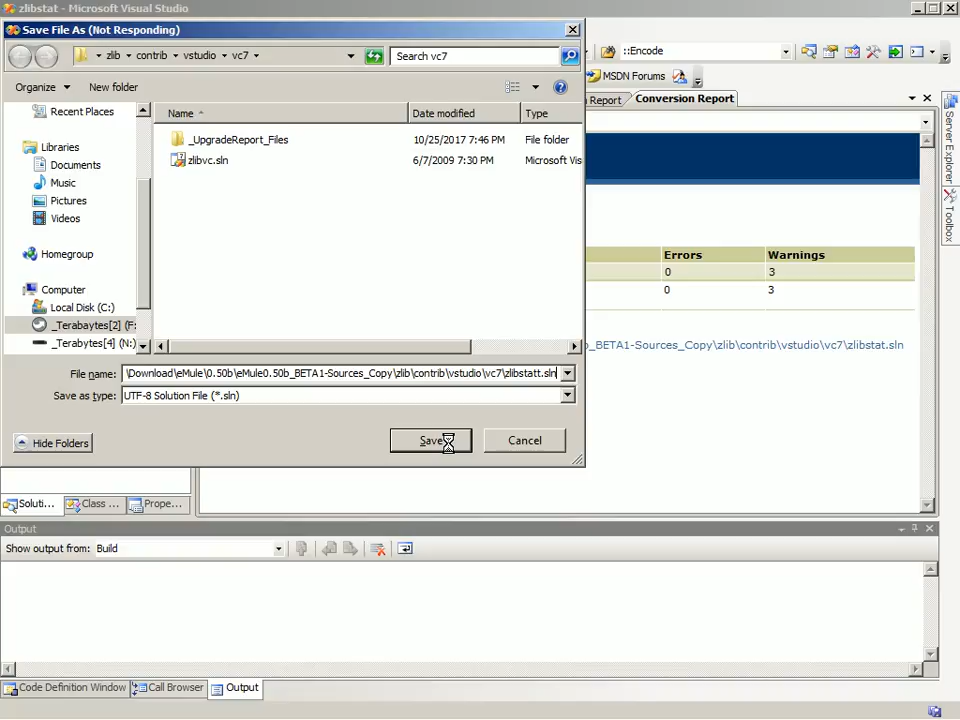 zlibstat - Microsoft Visual Studio
Save File As (Not Responding)
zlib ▸ contrib ▸ vstudio ▸ vc7 ▸
Search vc7
::Encode
Organize
New folder
MSDN Forums
Report
Conversion Report
Recent Places
Name
Date modified
Type
_UpgradeReport_Files
10/25/2017 7:46 PM
File folder
zlibvc.sln
6/7/2009 7:30 PM
Microsoft Vis
Libraries
Documents
Music
Pictures
Videos
Homegroup
Computer
Local Disk (C:)
_Terabaytes[2] (F:
_Terabytes[4] (N:)
Server Explorer
Toolbox
Errors
Warnings
0
3
0
3
b_BETA1-Sources_Copy\zlib\contrib\vstudio\vc7\zlibstat.sln
File name:
\Download\eMule\0.50b\eMule0.50b_BETA1-Sources_Copy\zlib\contrib\vstudio\vc7\zlibstatt.sln
Save as type:
UTF-8 Solution File (*.sln)
Hide Folders
Save
Cancel
Soluti...
Class ...
Prope...
Output
Show output from:
Build
Code Definition Window
Call Browser
Output